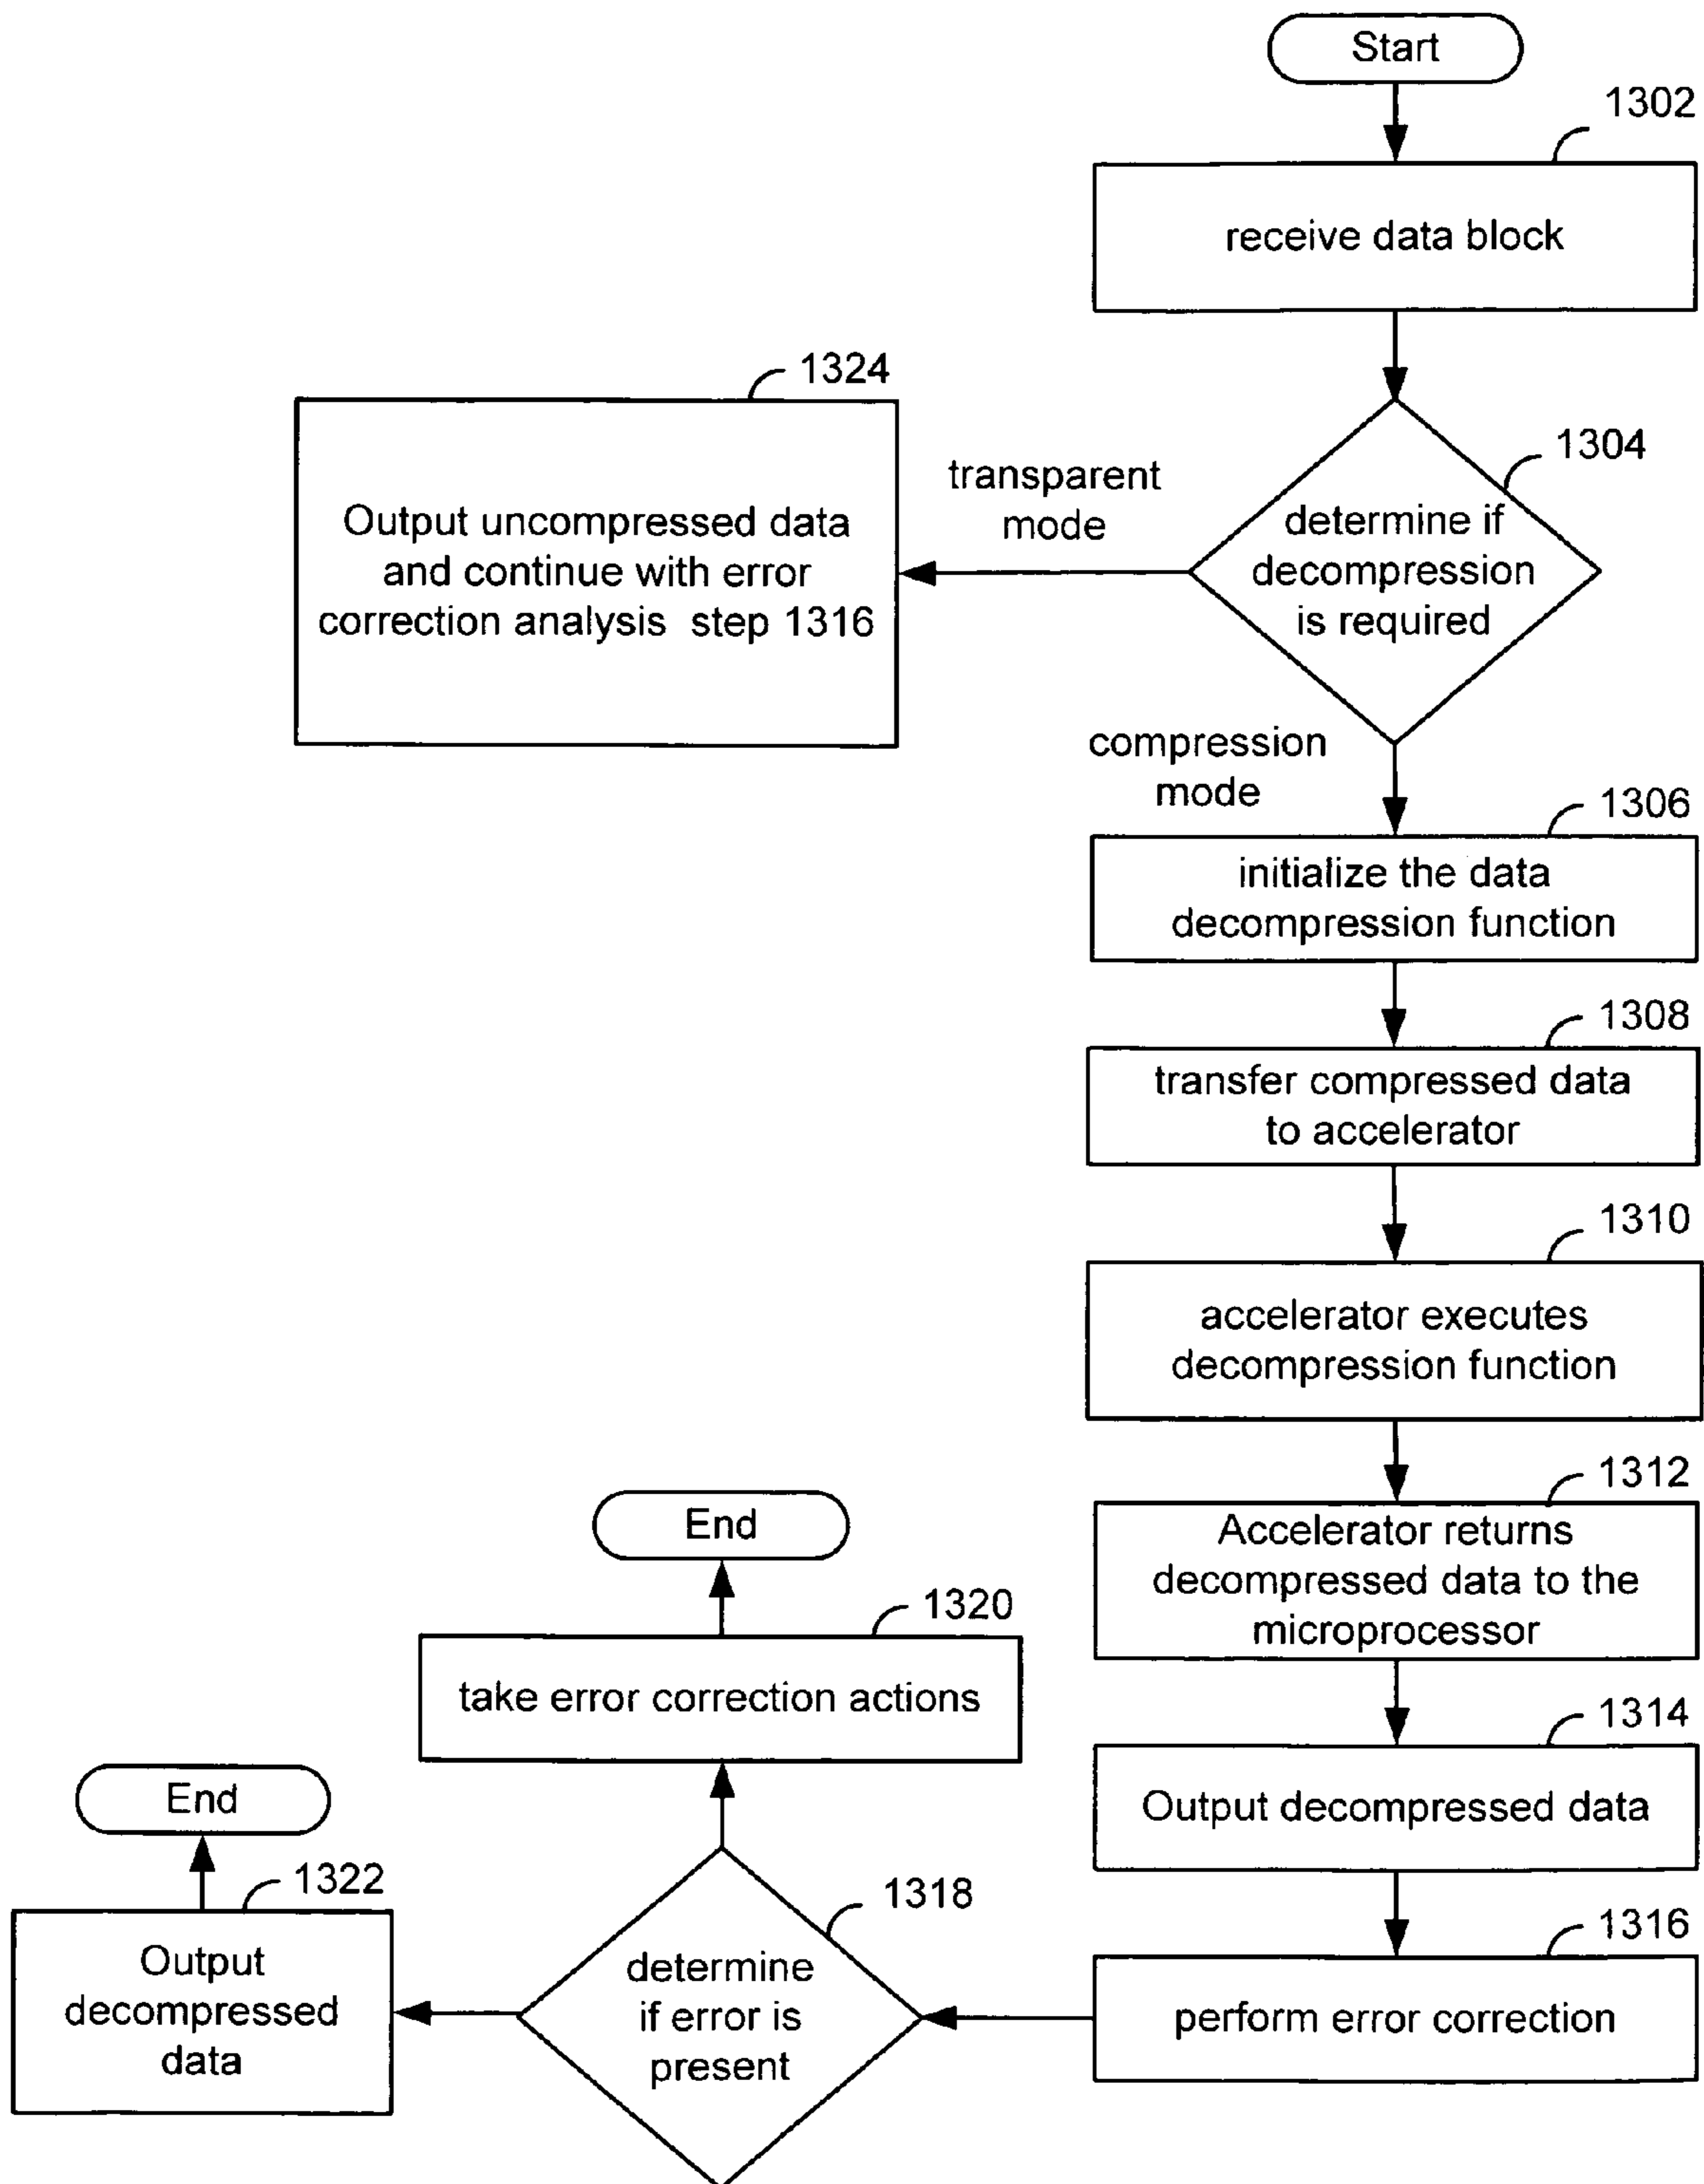 Start
1302
receive data block
1304
determine if
decompression
is required
transparent
mode
1324
Output uncompressed data
and continue with error
correction analysis step 1316
compression
mode
1306
initialize the data
decompression function
1308
transfer compressed data
to accelerator
1310
accelerator executes
decompression function
1312
Accelerator returns
decompressed data to the
microprocessor
1314
Output decompressed data
1316
perform error correction
1318
determine
if error is
present
1320
take error correction actions
End
1322
Output
decompressed
data
End